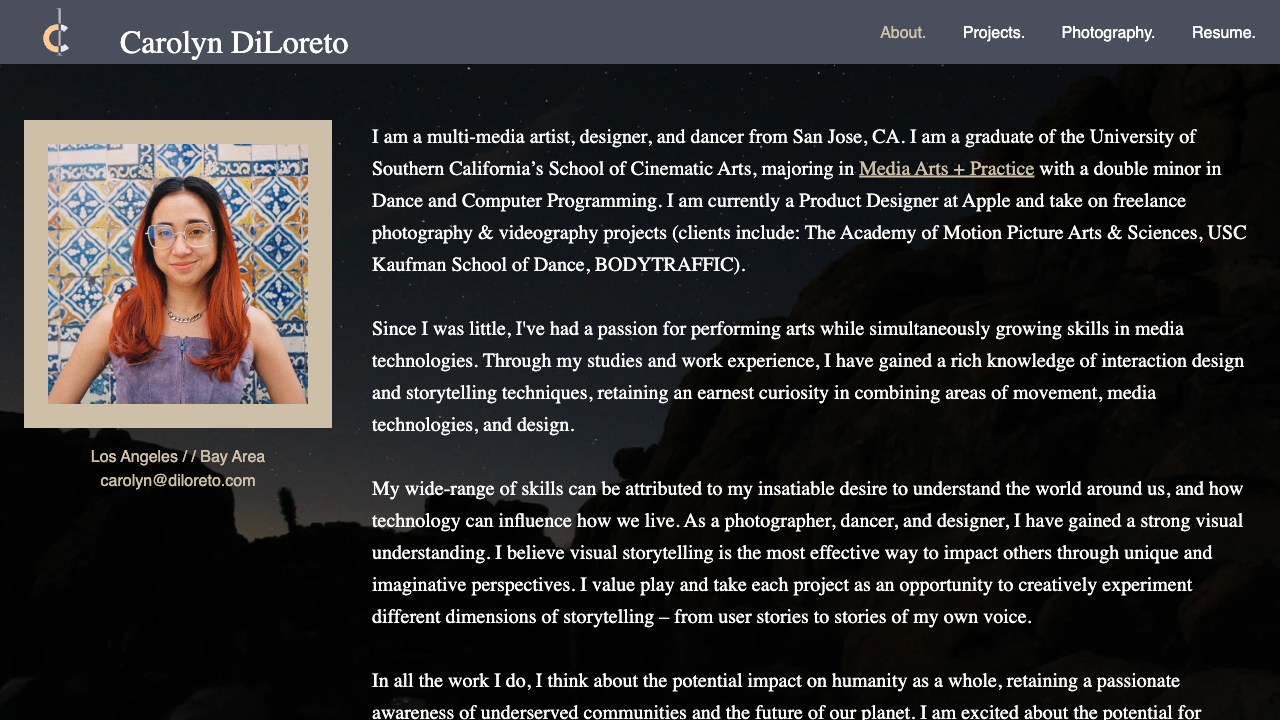 Carolyn DiLoreto
About.
Projects.
Photography.
Resume.
Los Angeles / / Bay Area
carolyn@diloreto.com
I am a multi-media artist, designer, and dancer from San Jose, CA. I am a graduate of the University of
Southern California’s School of Cinematic Arts, majoring in Media Arts + Practice with a double minor in
Dance and Computer Programming. I am currently a Product Designer at Apple and take on freelance
photography & videography projects (clients include: The Academy of Motion Picture Arts & Sciences, USC
Kaufman School of Dance, BODYTRAFFIC).
Since I was little, I've had a passion for performing arts while simultaneously growing skills in media
technologies. Through my studies and work experience, I have gained a rich knowledge of interaction design
and storytelling techniques, retaining an earnest curiosity in combining areas of movement, media
technologies, and design.
My wide-range of skills can be attributed to my insatiable desire to understand the world around us, and how
technology can influence how we live. As a photographer, dancer, and designer, I have gained a strong visual
understanding. I believe visual storytelling is the most effective way to impact others through unique and
imaginative perspectives. I value play and take each project as an opportunity to creatively experiment
different dimensions of storytelling – from user stories to stories of my own voice.
In all the work I do, I think about the potential impact on humanity as a whole, retaining a passionate
awareness of underserved communities and the future of our planet. I am excited about the potential for